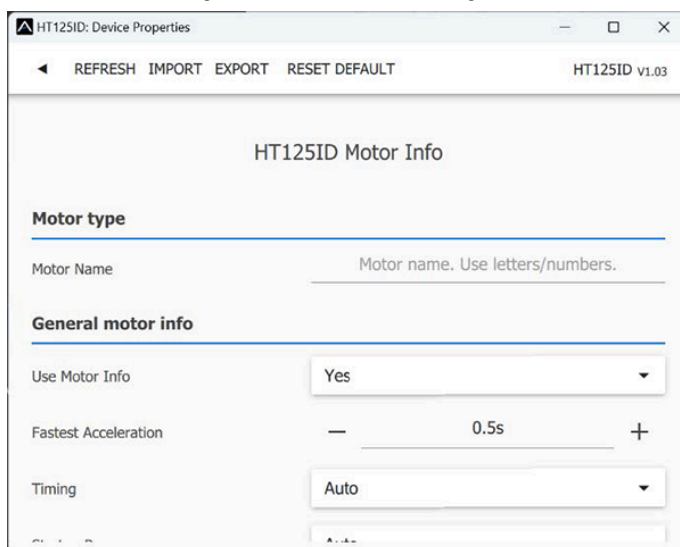 HT125ID: Device Properties
◄ REFRESH IMPORT EXPORT RESET DEFAULT HT125ID V1.03
HT125ID Motor Info
Motor type
Motor Name Motor name. Use letters/numbers.
General motor info
Use Motor Info Yes
Fastest Acceleration — 0.5s +
Timing Auto
Auto